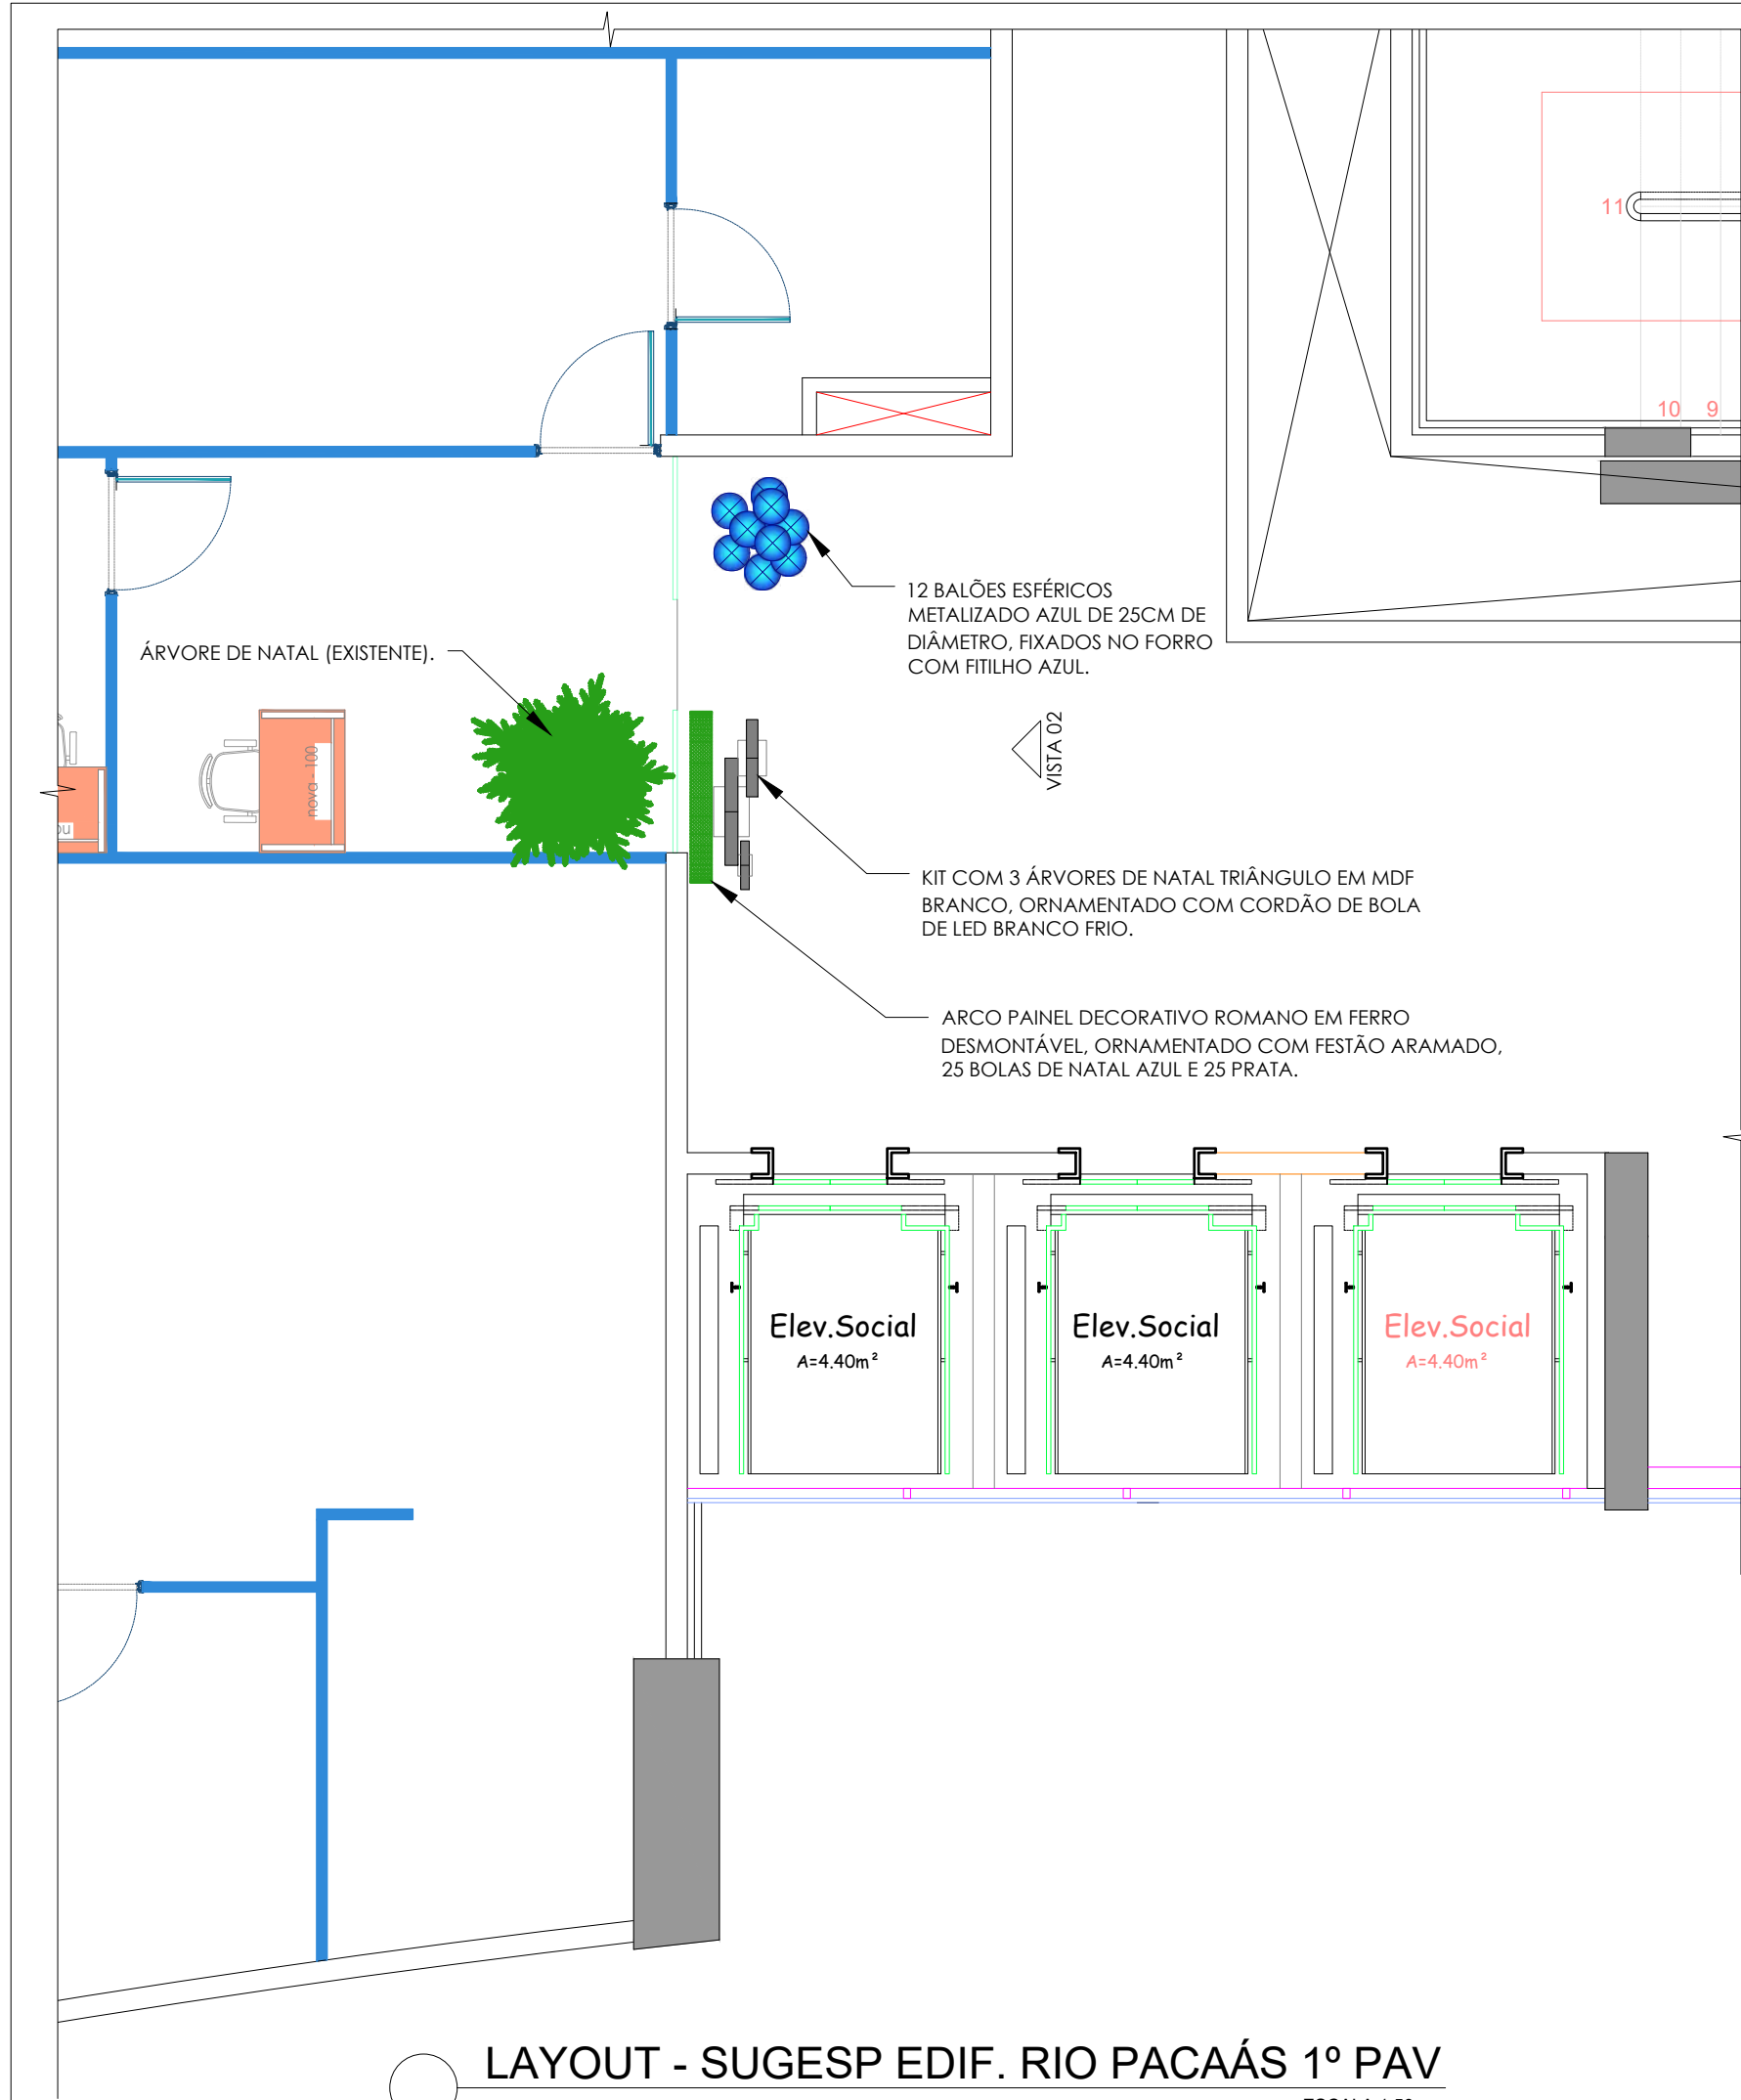 11
10 9
12 BALÕES ESFÉRICOS
METALIZADO AZUL DE 25CM DE
DIÂMETRO, FIXADOS NO FORRO
COM FITILHO AZUL.
ÁRVORE DE NATAL (EXISTENTE).
VISTA 02
nova - 100
KIT COM 3 ÁRVORES DE NATAL TRIÂNGULO EM MDF
BRANCO, ORNAMENTADO COM CORDÃO DE BOLA
DE LED BRANCO FRIO.
ARCO PAINEL DECORATIVO ROMANO EM FERRO
DESMONTÁVEL, ORNAMENTADO COM FESTÃO ARAMADO,
25 BOLAS DE NATAL AZUL E 25 PRATA.
Elev.Social
A=4.40m²
Elev.Social
A=4.40m²
Elev.Social
A=4.40m²
LAYOUT - SUGESP EDIF. RIO PACAÁS 1º PAV